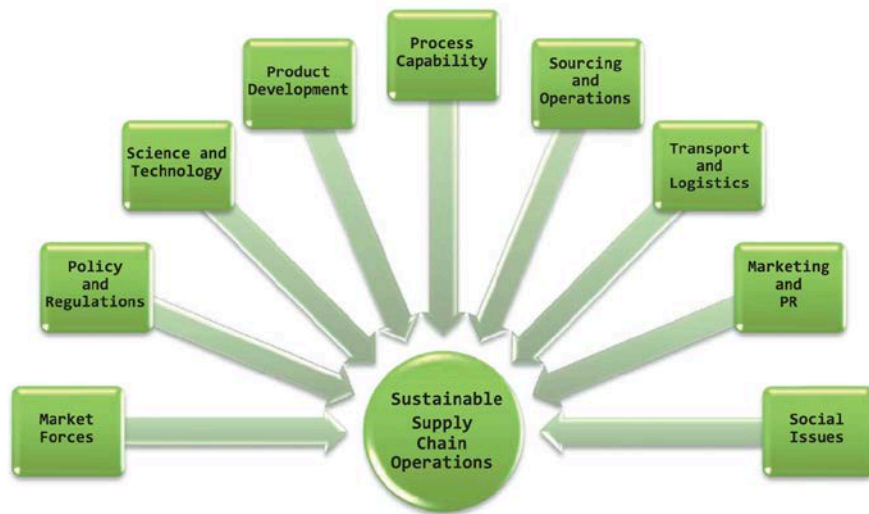 Market
Forces
Policy
and
Regulations
Science and
Technology
Product
Development
Process
Capability
Sourcing
and
Operations
Transport
and
Logistics
Marketing
and
PR
Social
Issues
Sustainable
Supply
Chain
Operations